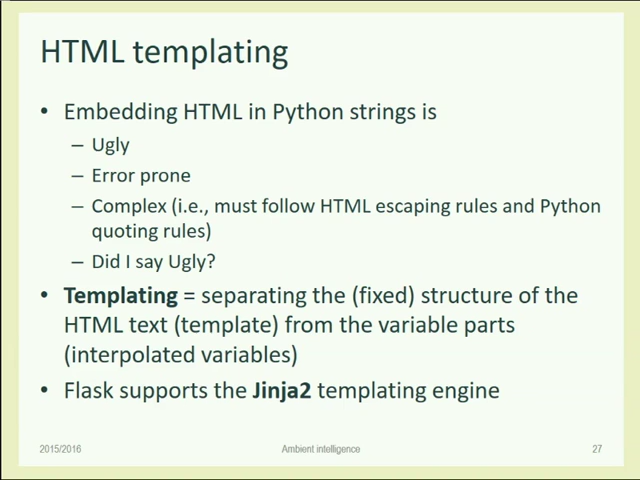 HTML templating
• Embedding HTML in Python strings is
– Ugly
– Error prone
– Complex (i.e., must follow HTML escaping rules and Python
quoting rules)
– Did I say Ugly?
• Templating = separating the (fixed) structure of the
HTML text (template) from the variable parts
(interpolated variables)
• Flask supports the Jinja2 templating engine
2015/2016 Ambient intelligence 27